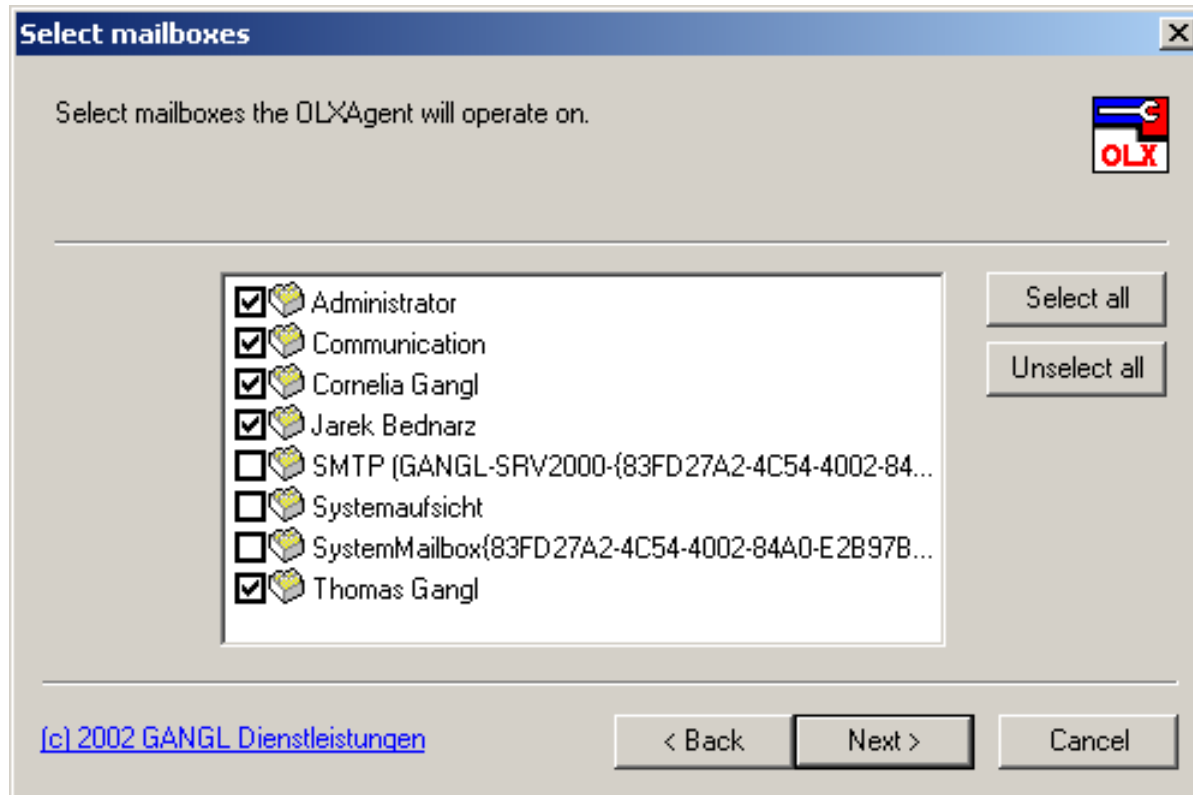 Select mailboxes
Select mailboxes the OLXAgent will operate on.
OLX
Administrator
Communication
Cornelia Gangl
Jarek Bednarz
SMTP (GANGL-SRV2000-{83FD27A2-4C54-4002-84...
Systemaufsicht
SystemMailbox{83FD27A2-4C54-4002-84A0-E2B97B...
Thomas Gangl
Select all
Unselect all
(c) 2002 GANGL Dienstleistungen
< Back
Next >
Cancel